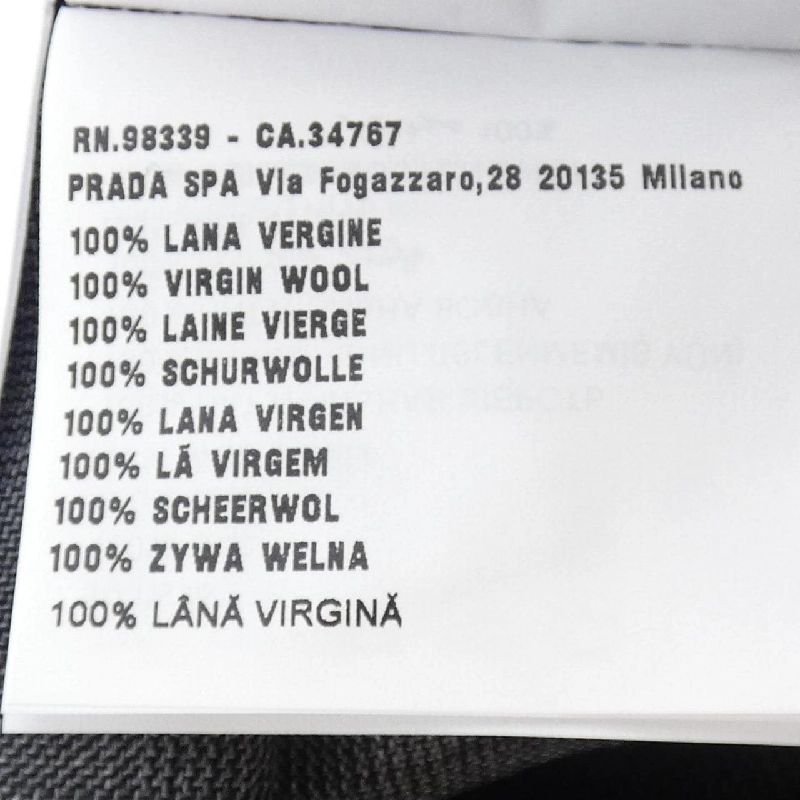 RN.98339 - CA.34767
PRADA SPA Via Fogazzaro,28 20135 Milano
100% LANA VERGINE
100% VIRGIN WOOL
100% LAINE VIERGE
100% SCHURWOLLE
100% LANA VIRGEN
100% LÃ VIRGEM
100% SCHEERWOL
100% ZYWA WELNA
100% LÂNĂ VIRGINĂ